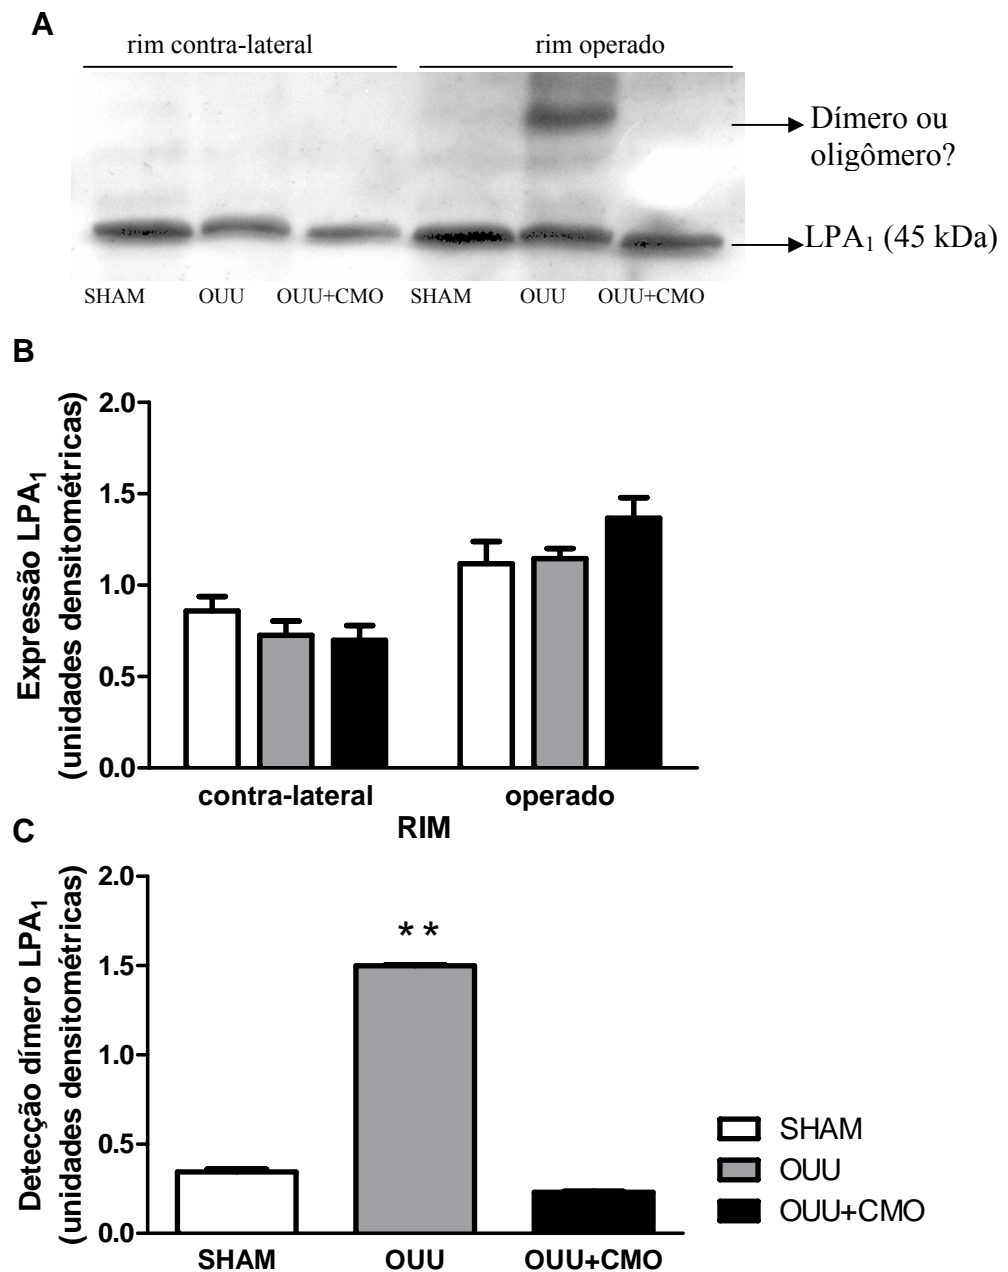 A
rim contra-lateral
rim operado
Dímero ou
oligômero?
LPA₁ (45 kDa)
SHAM OUU OUU+CMO SHAM OUU OUU+CMO
B
Expressão LPA₁
(unidades densitométricas)
2.0
1.5
1.0
0.5
0.0
contra-lateral
operado
RIM
C
Detecção dímero LPA₁
(unidades densitométricas)
2.0
1.5
1.0
0.5
0.0
**
SHAM OUU OUU+CMO
SHAM
OUU
OUU+CMO